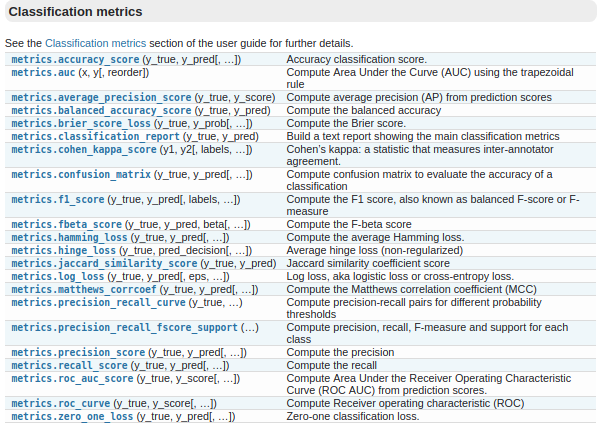 Classification metrics
See the Classification metrics section of the user guide for further details.
metrics.accuracy_score (y_true, y_pred[, …]) Accuracy classification score.
metrics.auc (x, y[, reorder]) Compute Area Under the Curve (AUC) using the trapezoidal
rule
metrics.average_precision_score (y_true, y_score) Compute average precision (AP) from prediction scores
metrics.balanced_accuracy_score (y_true, y_pred) Compute the balanced accuracy
metrics.brier_score_loss (y_true, y_prob[, …]) Compute the Brier score.
metrics.classification_report (y_true, y_pred) Build a text report showing the main classification metrics
metrics.cohen_kappa_score (y1, y2[, labels, …]) Cohen's kappa: a statistic that measures inter-annotator
agreement.
metrics.confusion_matrix (y_true, y_pred[, …]) Compute confusion matrix to evaluate the accuracy of a
classification
metrics.f1_score (y_true, y_pred[, labels, …]) Compute the F1 score, also known as balanced F-score or F-
measure
metrics.fbeta_score (y_true, y_pred, beta[, …]) Compute the F-beta score
metrics.hamming_loss (y_true, y_pred[, …]) Compute the average Hamming loss.
metrics.hinge_loss (y_true, pred_decision[, …]) Average hinge loss (non-regularized)
metrics.jaccard_similarity_score (y_true, y_pred) Jaccard similarity coefficient score
metrics.log_loss (y_true, y_pred[, eps, …]) Log loss, aka logistic loss or cross-entropy loss.
metrics.matthews_corrcoef (y_true, y_pred[, …]) Compute the Matthews correlation coefficient (MCC)
metrics.precision_recall_curve (y_true, …) Compute precision-recall pairs for different probability
thresholds
metrics.precision_recall_fscore_support (…) Compute precision, recall, F-measure and support for each
class
metrics.precision_score (y_true, y_pred[, …]) Compute the precision
metrics.recall_score (y_true, y_pred[, …]) Compute the recall
metrics.roc_auc_score (y_true, y_score[, …]) Compute Area Under the Receiver Operating Characteristic
Curve (ROC AUC) from prediction scores.
metrics.roc_curve (y_true, y_score[, …]) Compute Receiver operating characteristic (ROC)
metrics.zero_one_loss (y_true, y_pred[, …]) Zero-one classification loss.